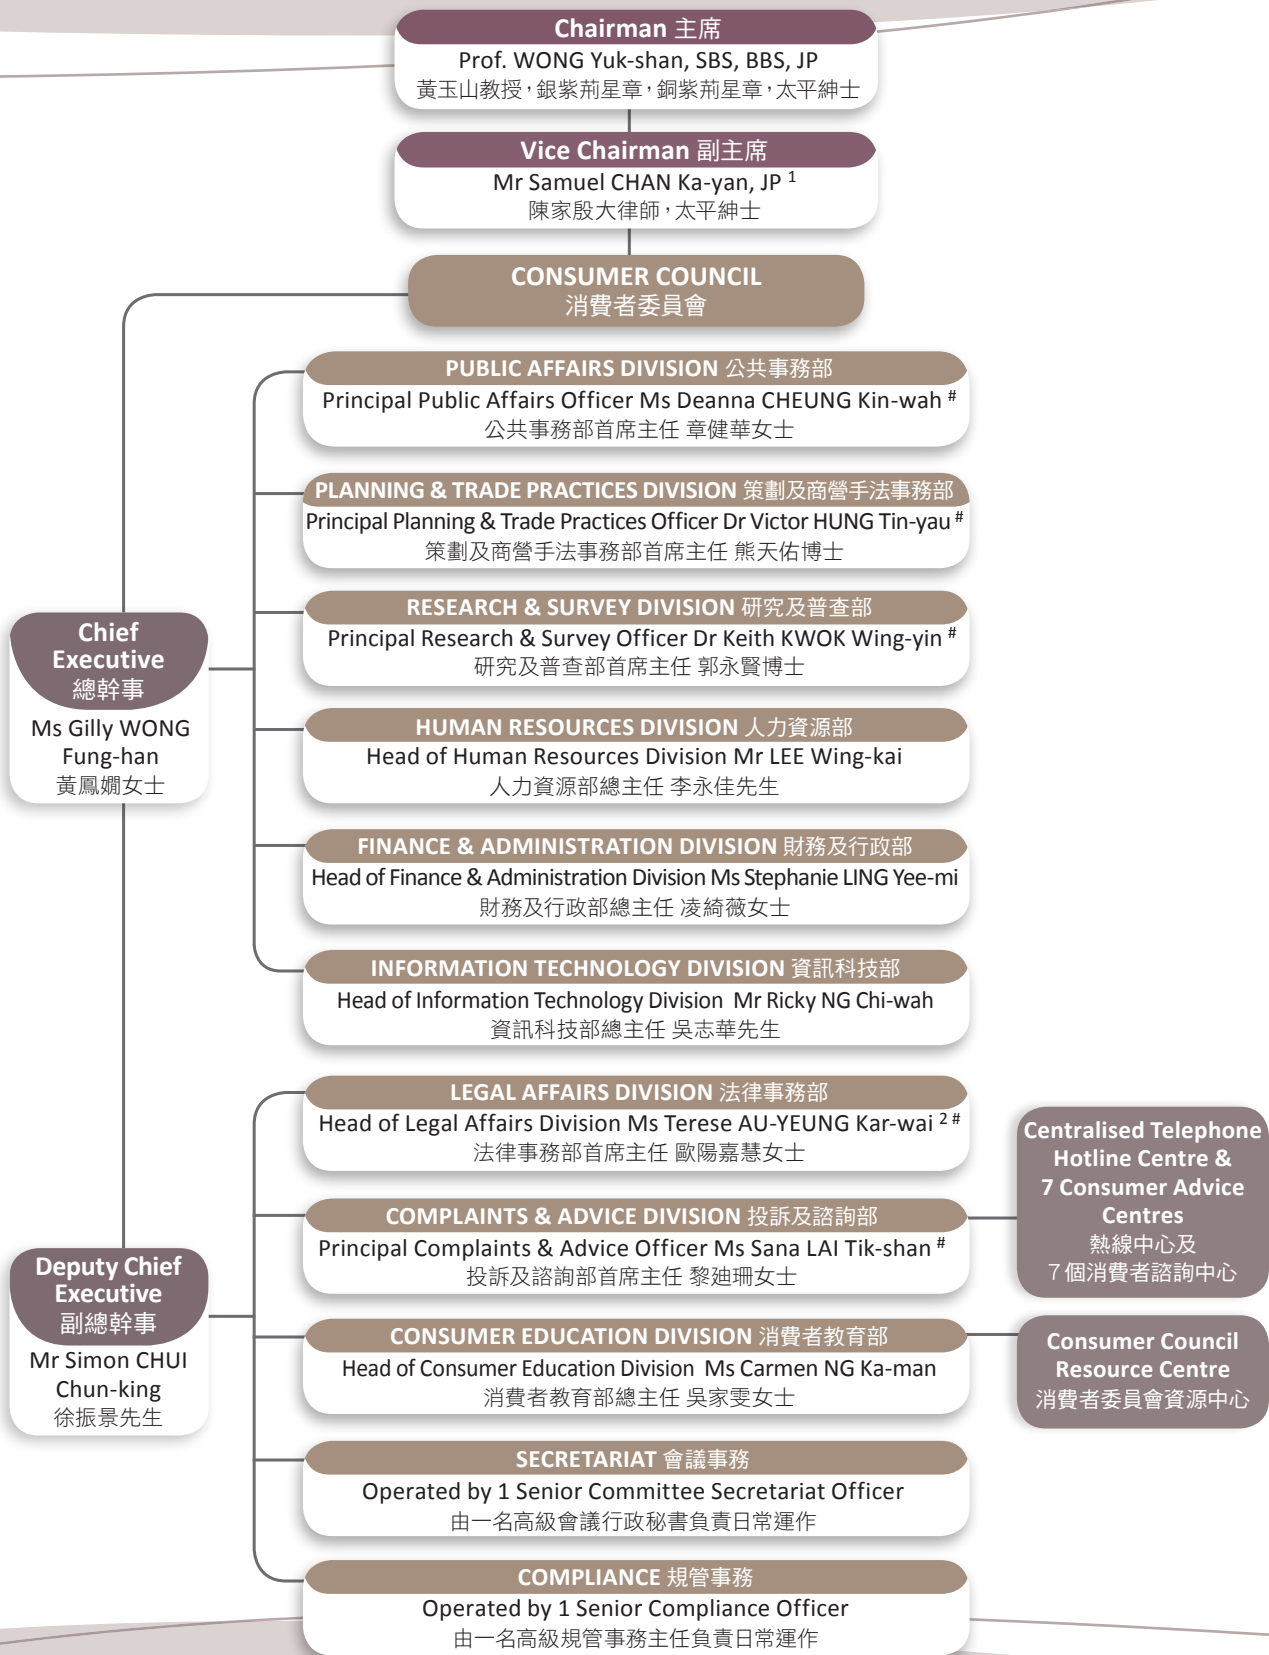 Chairman 主席
Prof. WONG Yuk-shan, SBS, BBS, JP
黃玉山教授，銀紫荊星章，銅紫荊星章，太平紳士
Vice Chairman 副主席
Mr Samuel CHAN Ka-yan, JP 1
陳家殷大律師，太平紳士
CONSUMER COUNCIL
消費者委員會
PUBLIC AFFAIRS DIVISION 公共事務部
Principal Public Affairs Officer Ms Deanna CHEUNG Kin-wah #
公共事務部首席主任 章健華女士
PLANNING & TRADE PRACTICES DIVISION 策劃及商營手法事務部
Principal Planning & Trade Practices Officer Dr Victor HUNG Tin-yau #
策劃及商營手法事務部首席主任 熊天佑博士
RESEARCH & SURVEY DIVISION 研究及普查部
Principal Research & Survey Officer Dr Keith KWOK Wing-yin #
研究及普查部首席主任 郭永賢博士
Chief
Executive
總幹事
Ms Gilly WONG
Fung-han
黃鳳嫺女士
HUMAN RESOURCES DIVISION 人力資源部
Head of Human Resources Division Mr LEE Wing-kai
人力資源部總主任 李永佳先生
FINANCE & ADMINISTRATION DIVISION 財務及行政部
Head of Finance & Administration Division Ms Stephanie LING Yee-mi
財務及行政部總主任 凌綺薇女士
INFORMATION TECHNOLOGY DIVISION 資訊科技部
Head of Information Technology Division Mr Ricky NG Chi-wah
資訊科技部總主任 吳志華先生
LEGAL AFFAIRS DIVISION 法律事務部
Head of Legal Affairs Division Ms Terese AU-YEUNG Kar-wai 2 #
法律事務部首席主任 歐陽嘉慧女士
COMPLAINTS & ADVICE DIVISION 投訴及諮詢部
Principal Complaints & Advice Officer Ms Sana LAI Tik-shan #
投訴及諮詢部首席主任 黎廸珊女士
Centralised Telephone
Hotline Centre &
7 Consumer Advice
Centres
熱線中心及
7 個消費者諮詢中心
Deputy Chief
Executive
副總幹事
Mr Simon CHUI
Chun-king
徐振景先生
CONSUMER EDUCATION DIVISION 消費者教育部
Head of Consumer Education Division Ms Carmen NG Ka-man
消費者教育部總主任 吳家雯女士
Consumer Council
Resource Centre
消費者委員會資源中心
SECRETARIAT 會議事務
Operated by 1 Senior Committee Secretariat Officer
由一名高級會議行政秘書負責日常運作
COMPLIANCE 規管事務
Operated by 1 Senior Compliance Officer
由一名高級規管事務主任負責日常運作